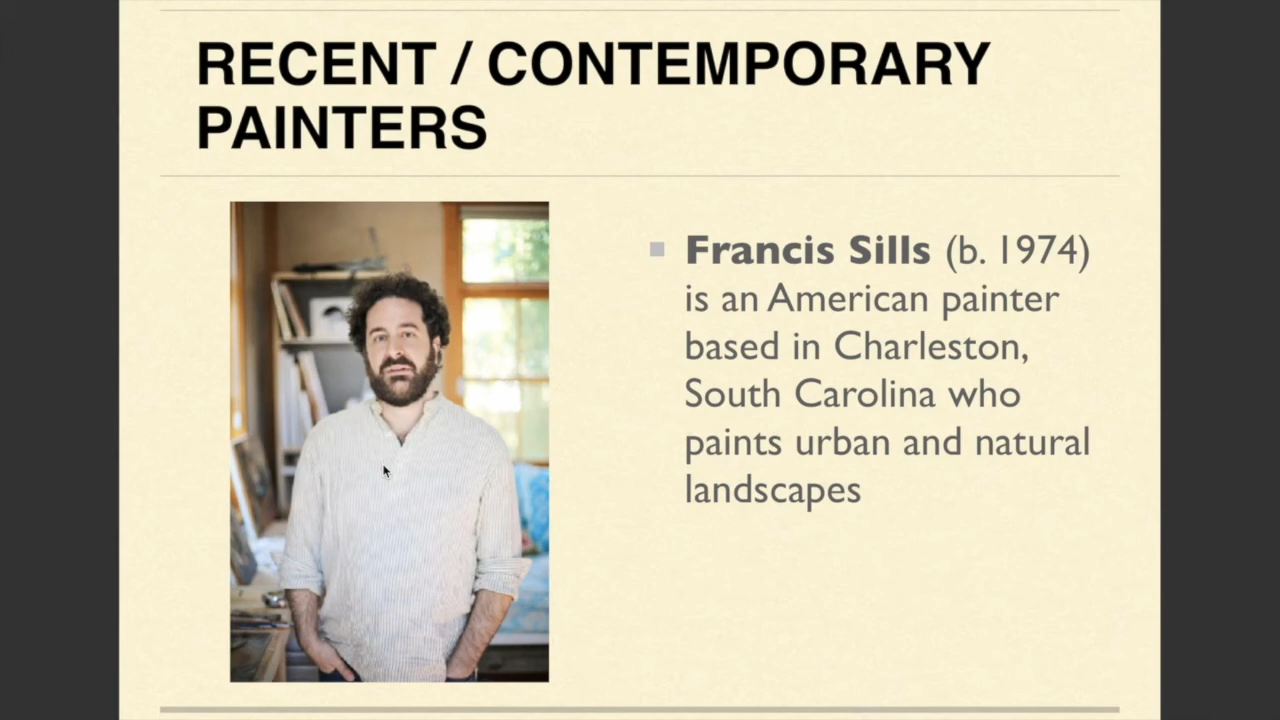 RECENT / CONTEMPORARY
PAINTERS
Francis Sills (b. 1974)
is an American painter
based in Charleston,
South Carolina who
paints urban and natural
landscapes